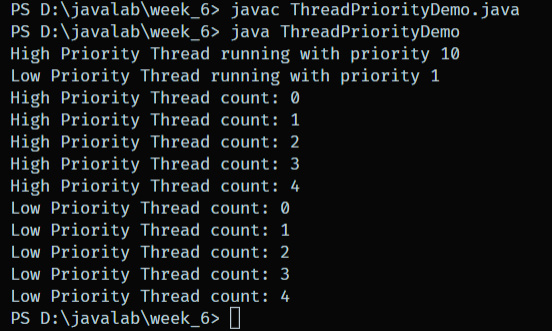 PS D:\javalab\week_6> javac ThreadPriorityDemo.java
PS D:\javalab\week_6> java ThreadPriorityDemo
High Priority Thread running with priority 10
Low Priority Thread running with priority 1
High Priority Thread count: 0
High Priority Thread count: 1
High Priority Thread count: 2
High Priority Thread count: 3
High Priority Thread count: 4
Low Priority Thread count: 0
Low Priority Thread count: 1
Low Priority Thread count: 2
Low Priority Thread count: 3
Low Priority Thread count: 4
PS D:\javalab\week_6>